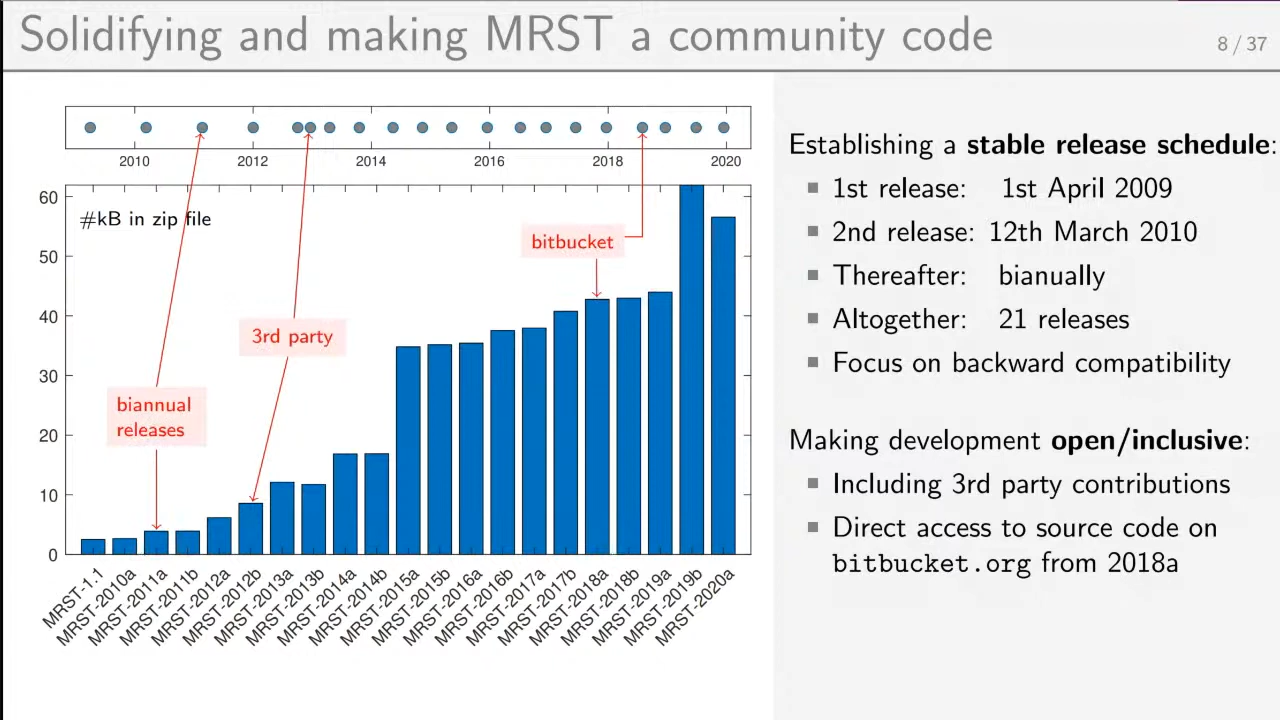 Solidifying and making MRST a community code
8 / 37
2010 2012 2014 2016 2018 2020
#kB in zip file
60
50
40
30
20
10
0
biannual
releases
3rd party
bitbucket
MRST-1.1
MRST-2010a
MRST-2011a
MRST-2011b
MRST-2012a
MRST-2012b
MRST-2013a
MRST-2013b
MRST-2014a
MRST-2014b
MRST-2015a
MRST-2015b
MRST-2016a
MRST-2016b
MRST-2017a
MRST-2017b
MRST-2018a
MRST-2018b
MRST-2019a
MRST-2019b
MRST-2020a
Establishing a stable release schedule:
1st release: 1st April 2009
2nd release: 12th March 2010
Thereafter: bianually
Altogether: 21 releases
Focus on backward compatibility
Making development open/inclusive:
Including 3rd party contributions
Direct access to source code on
bitbucket.org from 2018a